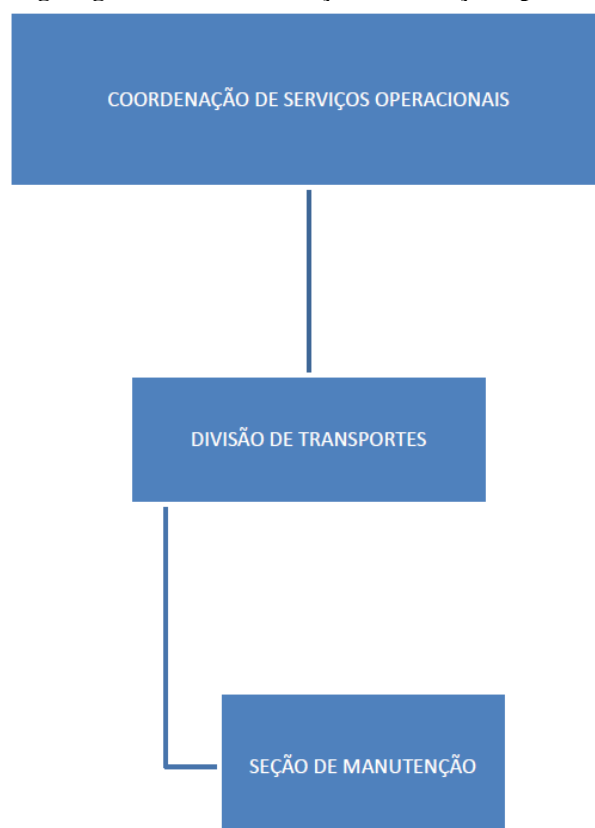 COORDENAÇÃO DE SERVIÇOS OPERACIONAIS
DIVISÃO DE TRANSPORTES
SEÇÃO DE MANUTENÇÃO